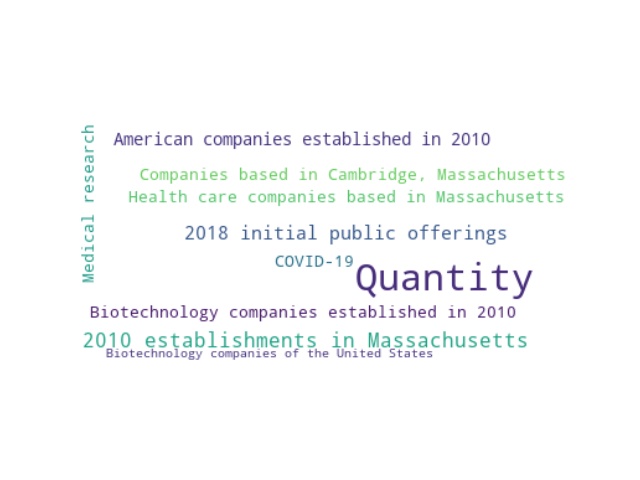 Medical research
American companies established in 2010
Companies based in Cambridge, Massachusetts
Health care companies based in Massachusetts
2018 initial public offerings
COVID-19
Quantity
Biotechnology companies established in 2010
2010 establishments in Massachusetts
Biotechnology companies of the United States